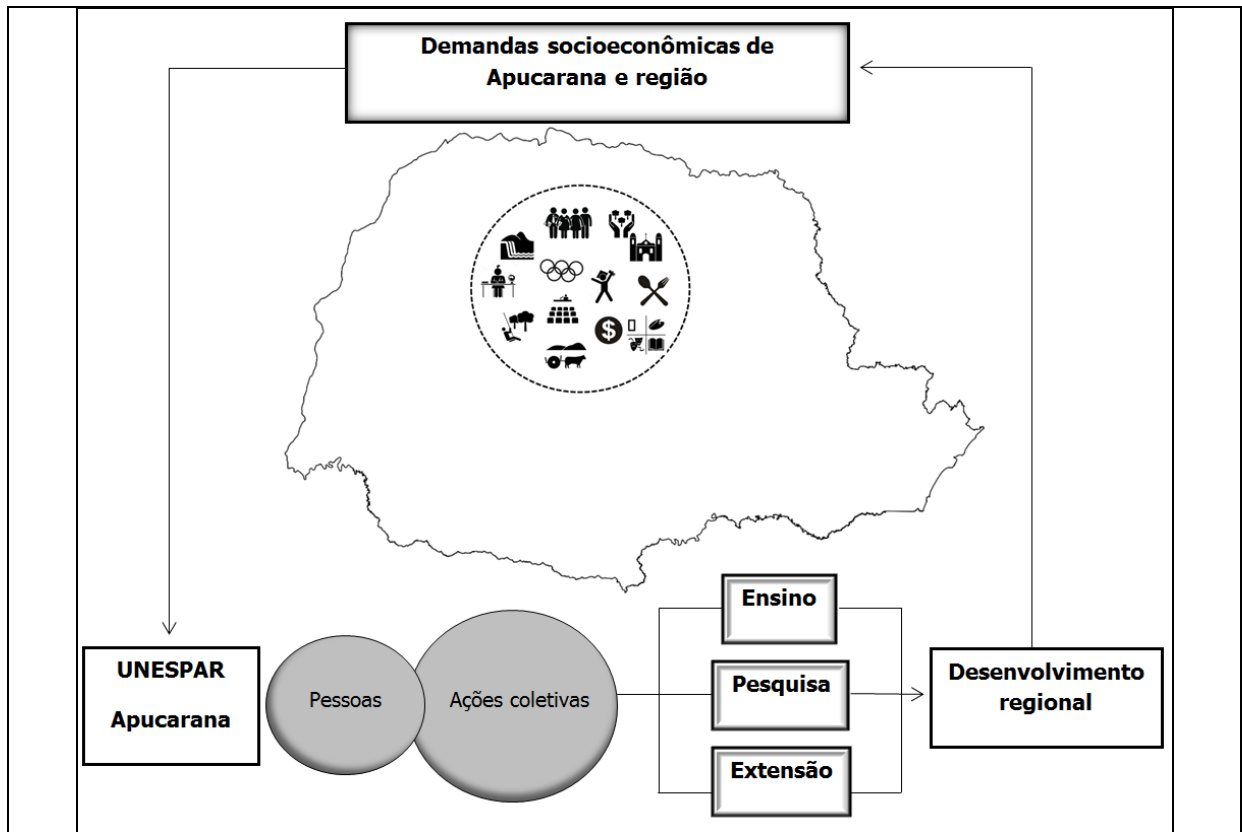 Demandas socioeconômicas de
Apucarana e região
$
Ensino
UNESPAR
Apucarana
Pessoas
Ações coletivas
Pesquisa
Desenvolvimento
regional
Extensão